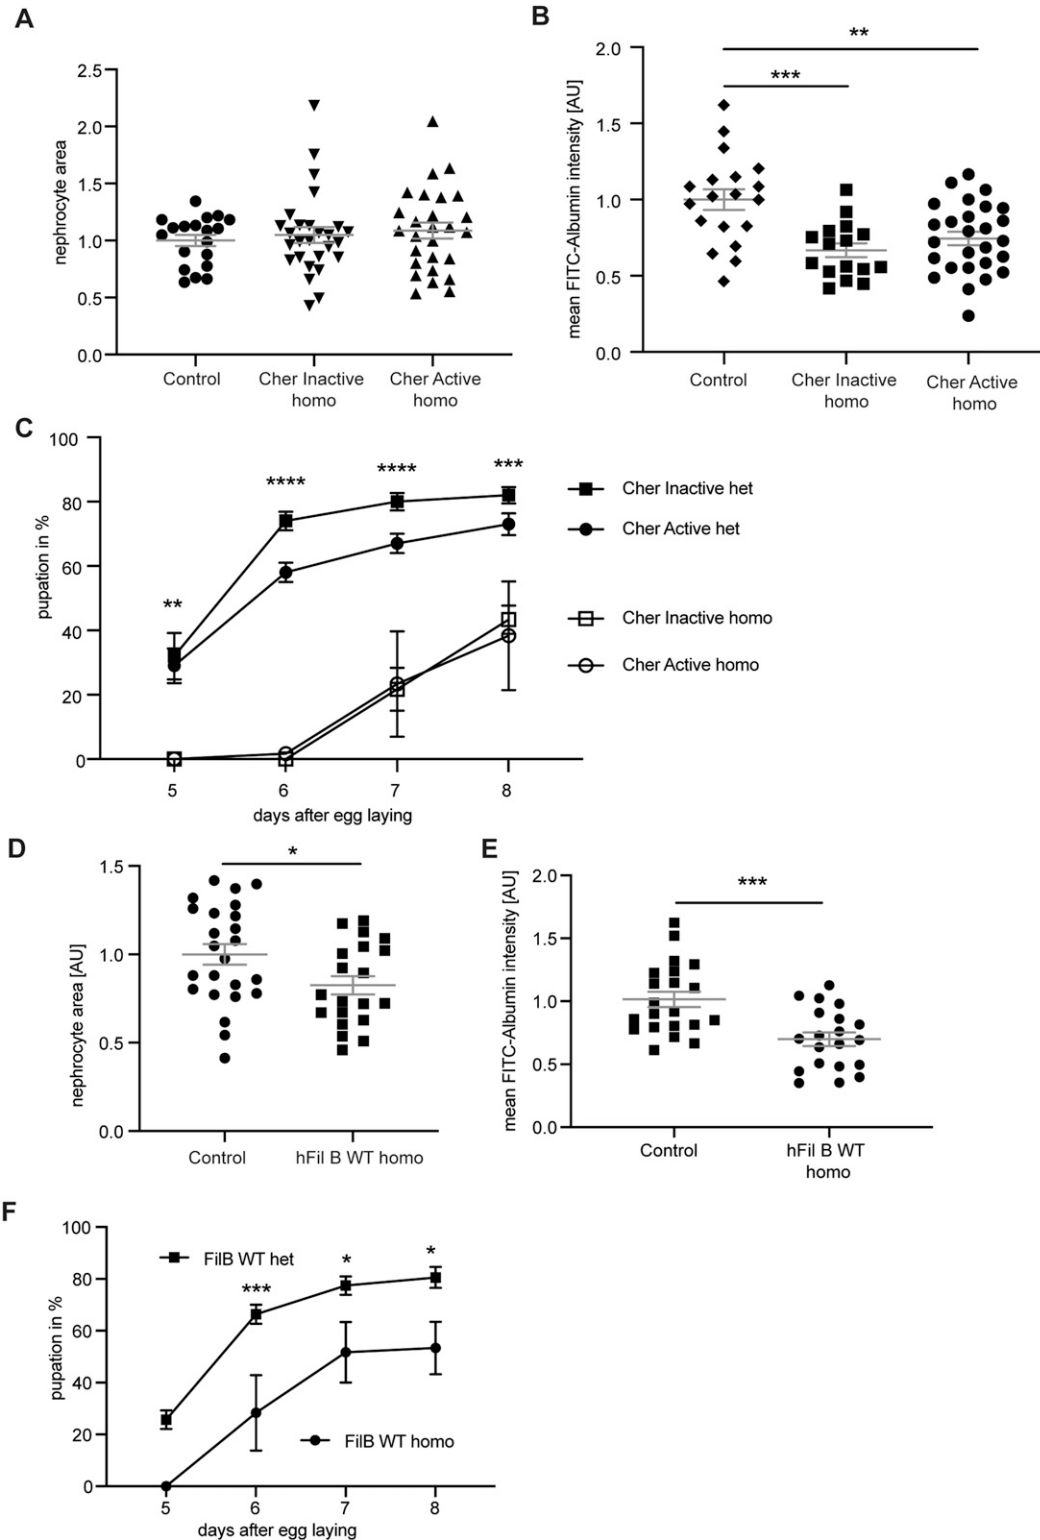 A
nephrocyte area
2.5
2.0
1.5
1.0
0.5
0.0
Control
Cher Inactive
homo
Cher Active
homo
B
mean FITC-Albumin intensity [AU]
2.0
1.5
1.0
0.5
0.0
**
***
Control
Cher Inactive
homo
Cher Active
homo
C
pupation in %
100
80
60
40
20
0
**
****
****
***
5
6
7
8
days after egg laying
Cher Inactive het
Cher Active het
Cher Inactive homo
Cher Active homo
D
nephrocyte area [AU]
1.5
1.0
0.5
0.0
*
Control
hFil B WT homo
E
mean FITC-Albumin intensity [AU]
2.0
1.5
1.0
0.5
0.0
***
Control
hFil B WT
homo
F
pupation in %
100
80
60
40
20
0
FilB WT het
***
*
*
FilB WT homo
5
6
7
8
days after egg laying